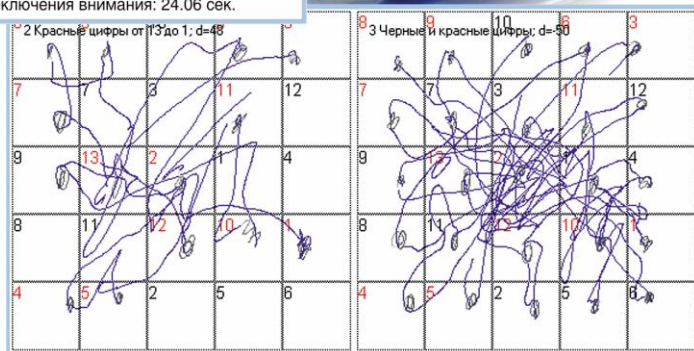 ключения внимания: 24.06 сек.
2 Красные цифры от 13 до 1; d=48
3 Черные и красные цифры; d=-50
8 10 6 3
7 7 3 11 12
7 7 3 11 12
9 13 2 1 4
9 13 2 4
8 11 12 10 1
8 11 12 10 1
4 5 2 5 6
4 5 2 5 6